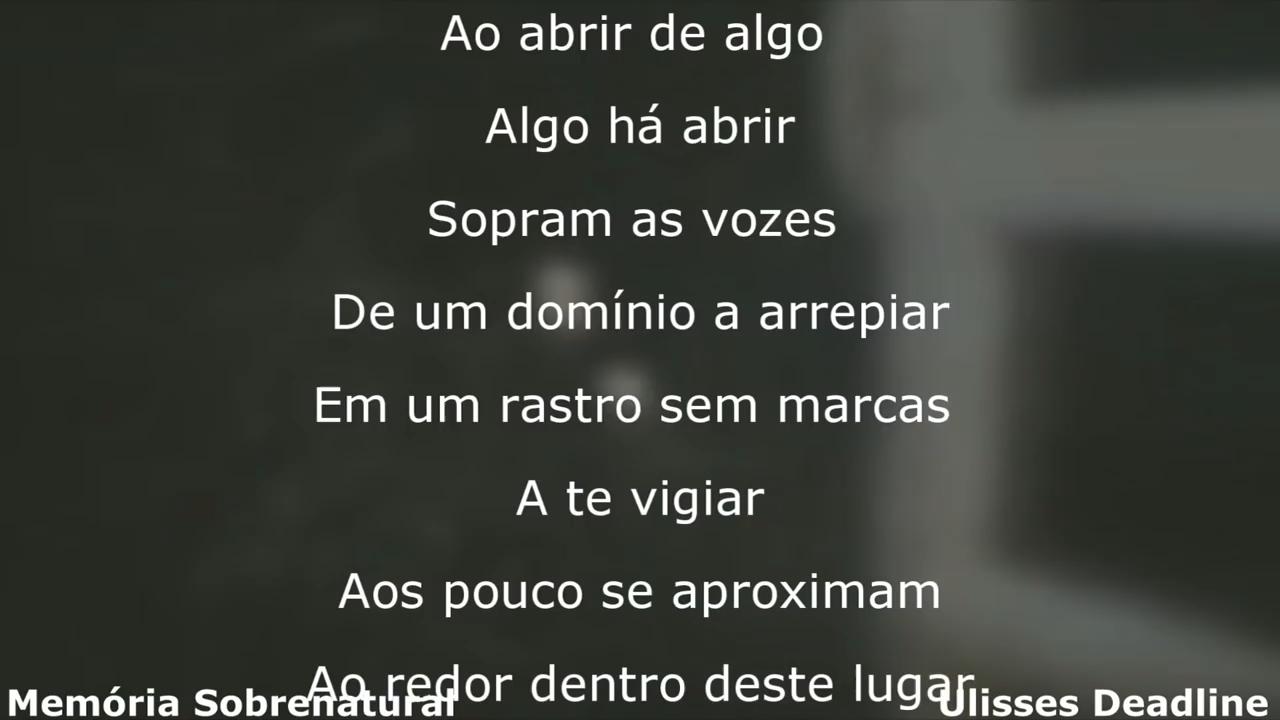 Ao abrir de algo
Algo há abrir
Sopram as vozes
De um domínio a arrepiar
Em um rastro sem marcas
A te vigiar
Aos pouco se aproximam
Ao redor dentro deste lugar
Memória Sobrenatural
Ulisses Deadline